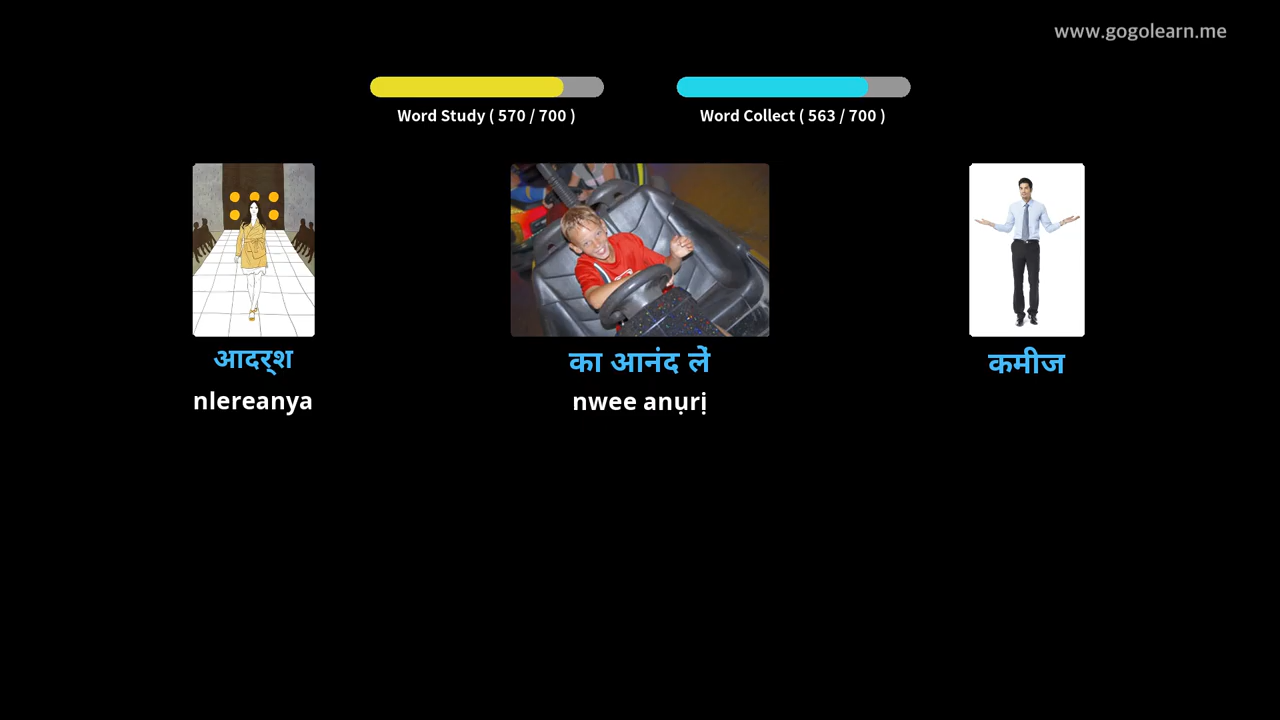 www.gogolearn.me
Word Study ( 570 / 700 )
Word Collect ( 563 / 700 )
आदर्श
का आनंद लें
कमीज
nlereanya
nwee anụrị